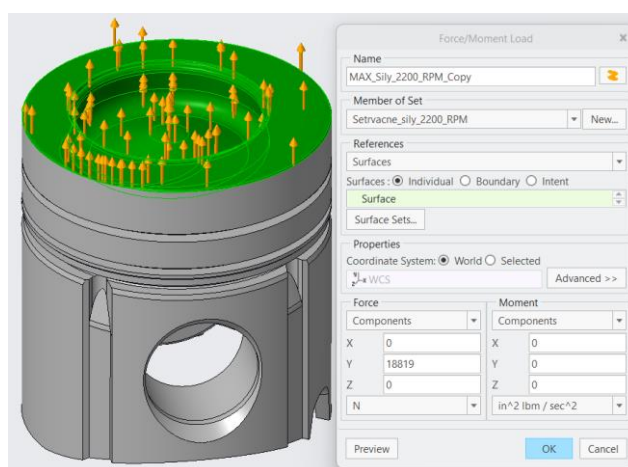 Force/Moment Load x
Name
MAX_Sily_2200_RPM_Copy
Member of Set
Setrvacne_sily_2200_RPM New...
References
Surfaces
Surfaces : Individual Boundary Intent
Surface
Surface Sets...
Properties
Coordinate System: World Selected
WCS Advanced >>
Force Moment
Components Components
X 0 X 0
Y 18819 Y 0
Z 0 Z 0
N in^2 lbm / sec^2
Preview OK Cancel